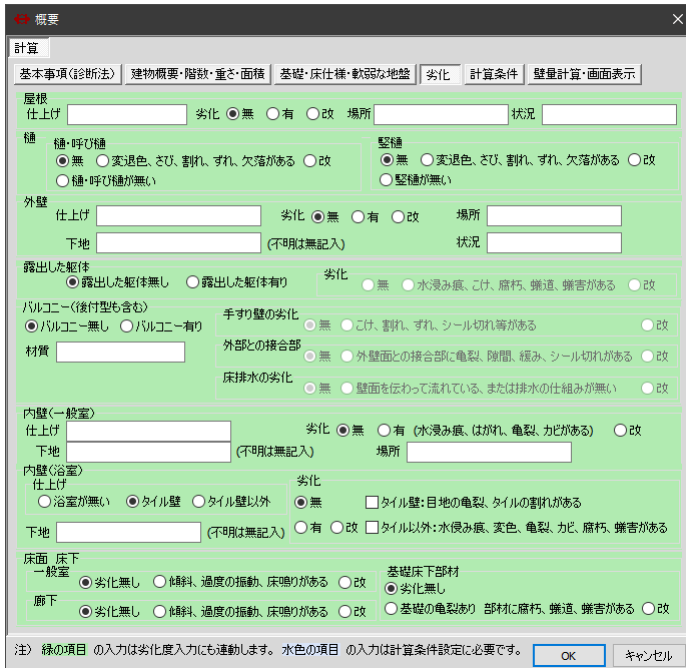 概要
計算
基本事項(診断法) 建物概要・階数・重さ・面積 基礎・床仕様・軟弱な地盤 劣化 計算条件 壁量計算・画面表示
屋根
仕上げ 劣化 無 有 改 場所 状況
樋
樋・呼び樋 竪樋
無 変退色、さび、割れ、ずれ、欠落がある 改 無 変退色、さび、割れ、ずれ、欠落がある 改
樋・呼び樋が無い 竪樋が無い
外壁
仕上げ 劣化 無 有 改 場所
下地 (不明は無記入) 状況
露出した躯体
露出した躯体無し 露出した躯体有り 劣化 無 水浸み痕、こけ、腐朽、蟻道、蟻害がある 改
バルコニー(後付型も含む) 手すり壁の劣化
バルコニー無し バルコニー有り 無 こけ、割れ、ずれ、シール切れ等がある 改
材質 外部との接合部
無 外壁面との接合部に亀裂、隙間、緩み、シール切れがある 改
床排水の劣化
無 壁面を伝わって流れている、または排水の仕組みが無い 改
内壁(一般室)
仕上げ 劣化 無 有 (水浸み痕、はがれ、亀裂、カビがある) 改
下地 (不明は無記入) 場所
内壁(浴室)
仕上げ 劣化
浴室が無い タイル壁 タイル壁以外 無 タイル壁:目地の亀裂、タイルの割れがある
下地 (不明は無記入) 有 改 タイル以外:水侵み痕、変色、亀裂、カビ、腐朽、蟻害がある
床面 床下
一般室 基礎床下部材
劣化無し 傾斜、過度の振動、床鳴りがある 改 劣化無し
廊下
劣化無し 傾斜、過度の振動、床鳴りがある 改 基礎の亀裂あり 部材に腐朽、蟻道、蟻害がある 改
注) 緑の項目 の入力は劣化度入力にも連動します。 水色の項目 の入力は計算条件設定に必要です。 OK キャンセル